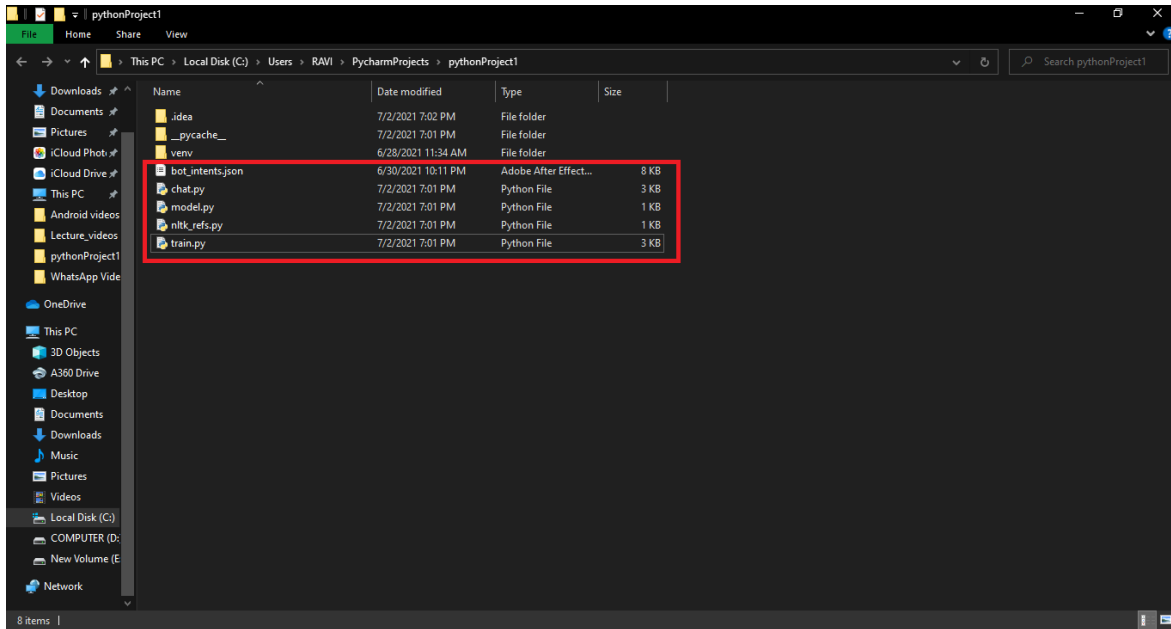 pythonProject1
File Home Share View
This PC > Local Disk (C:) > Users > RAVI > PycharmProjects > pythonProject1
Search pythonProject1
Name Date modified Type Size
.idea 7/2/2021 7:02 PM File folder
__pycache__ 7/2/2021 7:01 PM File folder
venv 6/28/2021 11:34 AM File folder
bot_intents.json 6/30/2021 10:11 PM Adobe After Effect... 8 KB
chat.py 7/2/2021 7:01 PM Python File 3 KB
model.py 7/2/2021 7:01 PM Python File 1 KB
nltk_refs.py 7/2/2021 7:01 PM Python File 1 KB
train.py 7/2/2021 7:01 PM Python File 3 KB
Downloads
Documents
Pictures
iCloud Photo
iCloud Drive
This PC
Android videos
Lecture_videos
pythonProject1
WhatsApp Vide
OneDrive
This PC
3D Objects
A360 Drive
Desktop
Documents
Downloads
Music
Pictures
Videos
Local Disk (C:)
COMPUTER (D:
New Volume (E
Network
8 items